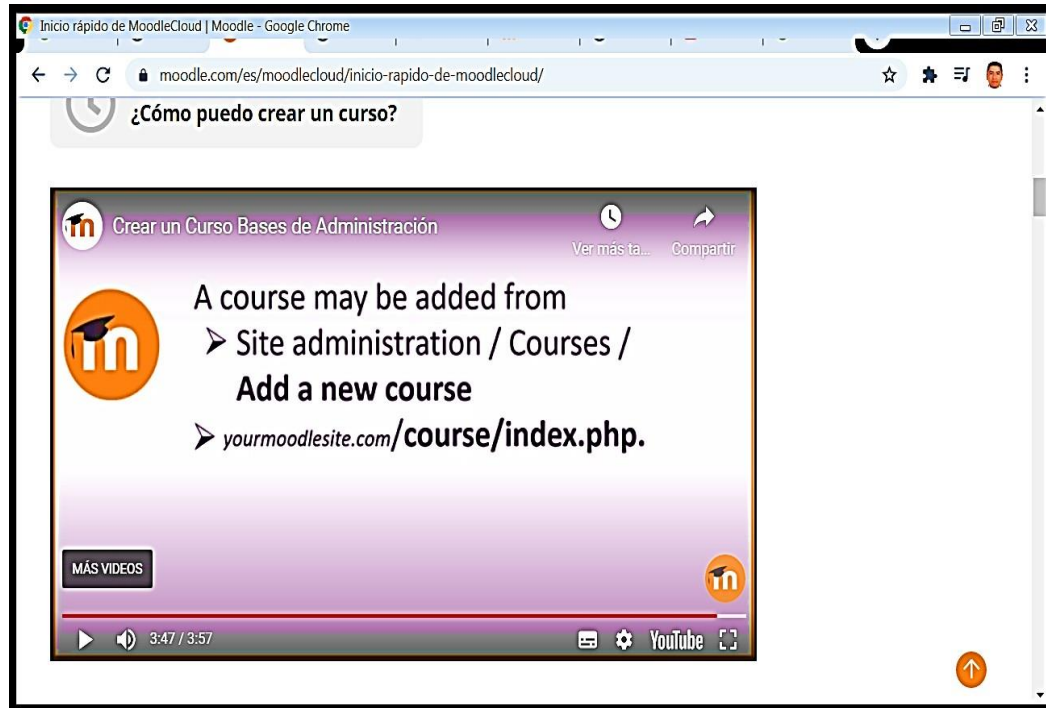 Inicio rápido de MoodleCloud | Moodle - Google Chrome
moodle.com/es/moodlecloud/inicio-rapido-de-moodlecloud/
¿Cómo puedo crear un curso?
m Crear un Curso Bases de Administración
Ver más ta... Compartir
m
A course may be added from
➢ Site administration / Courses /
Add a new course
➢ yourmoodlesite.com/course/index.php.
MÁS VIDEOS
m
3:47 / 3:57 YouTube